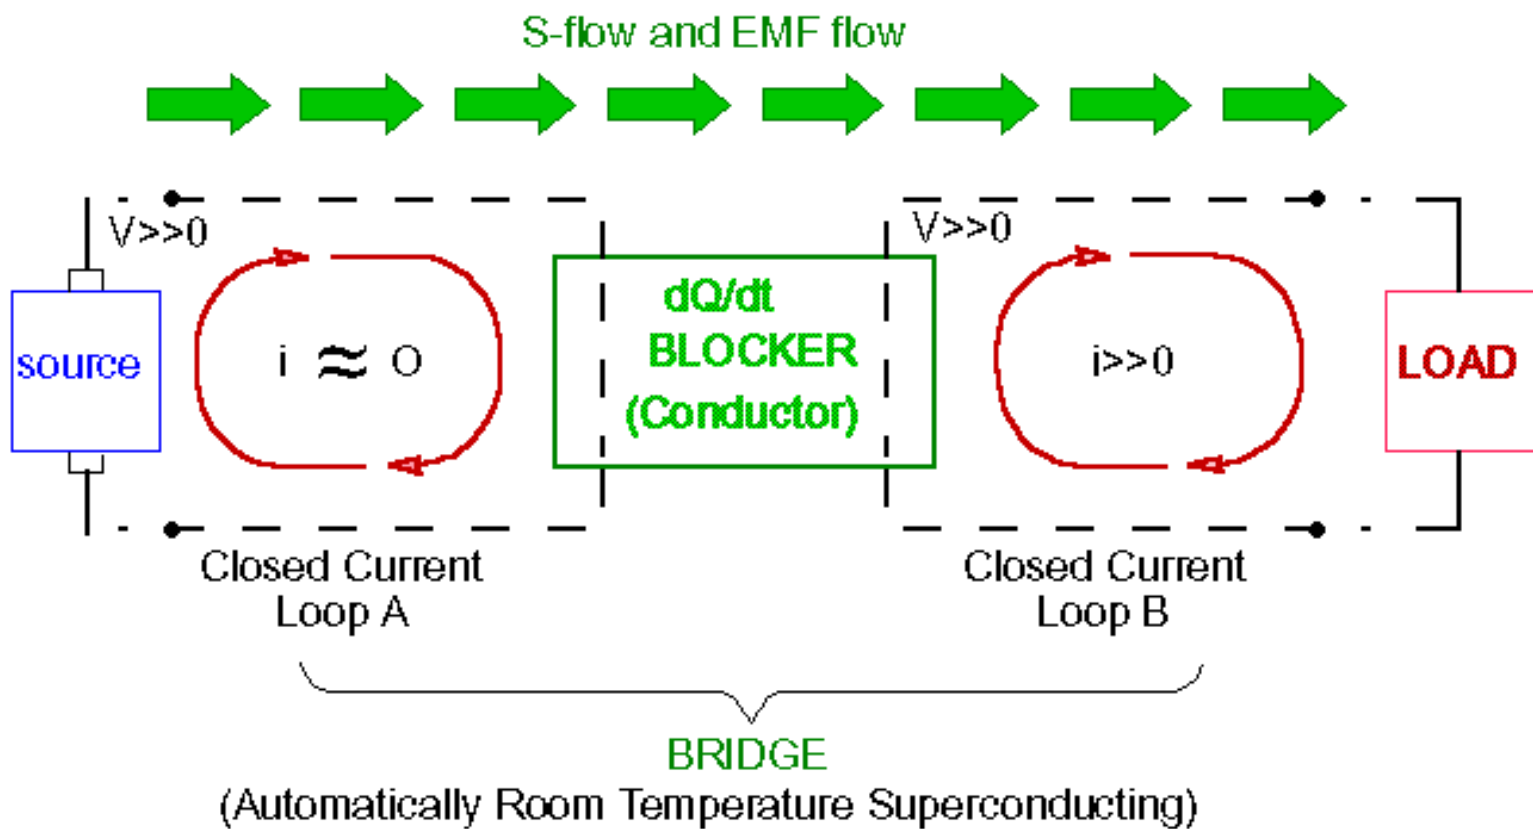 S-flow and EMF flow
V>>0
V>>0
source
i ≈ O
dQ/dt
BLOCKER
(Conductor)
i>>0
LOAD
Closed Current
Loop A
Closed Current
Loop B
BRIDGE
(Automatically Room Temperature Superconducting)